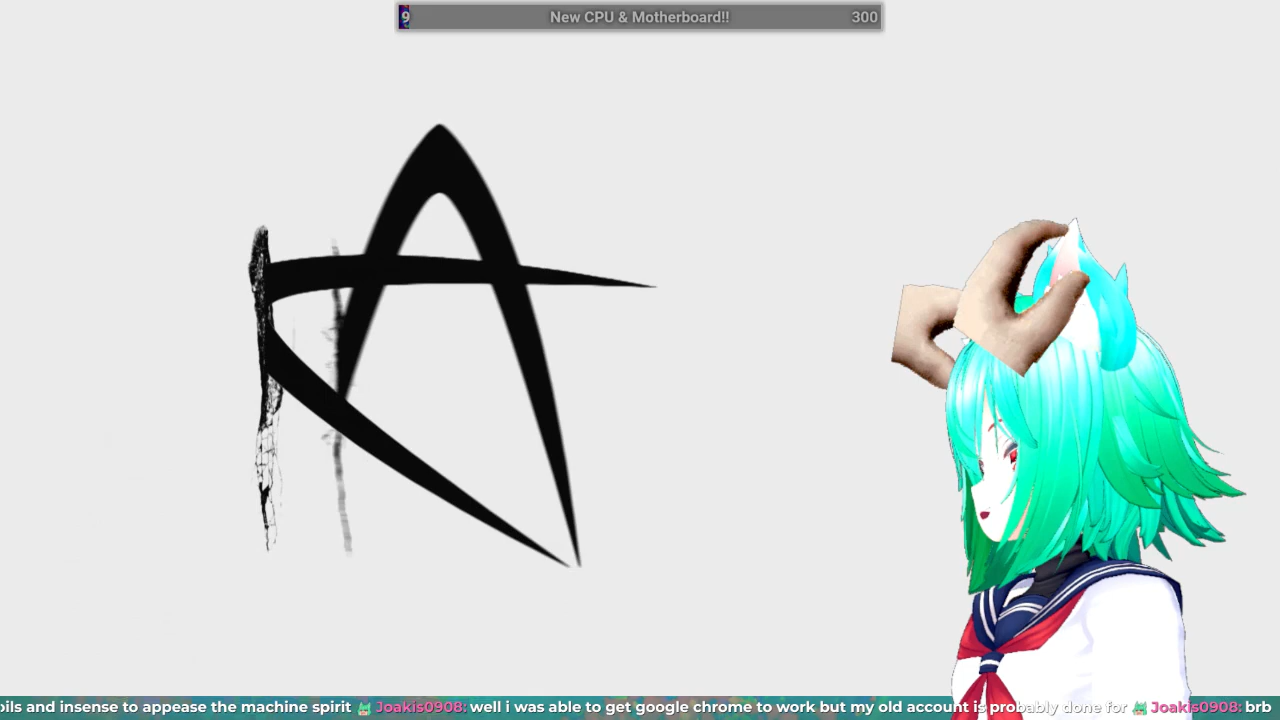 9 New CPU & Motherboard!! 300
oils and insense to appease the machine spirit Joakis0908: well i was able to get google chrome to work but my old account is probably done for Joakis0908: brb